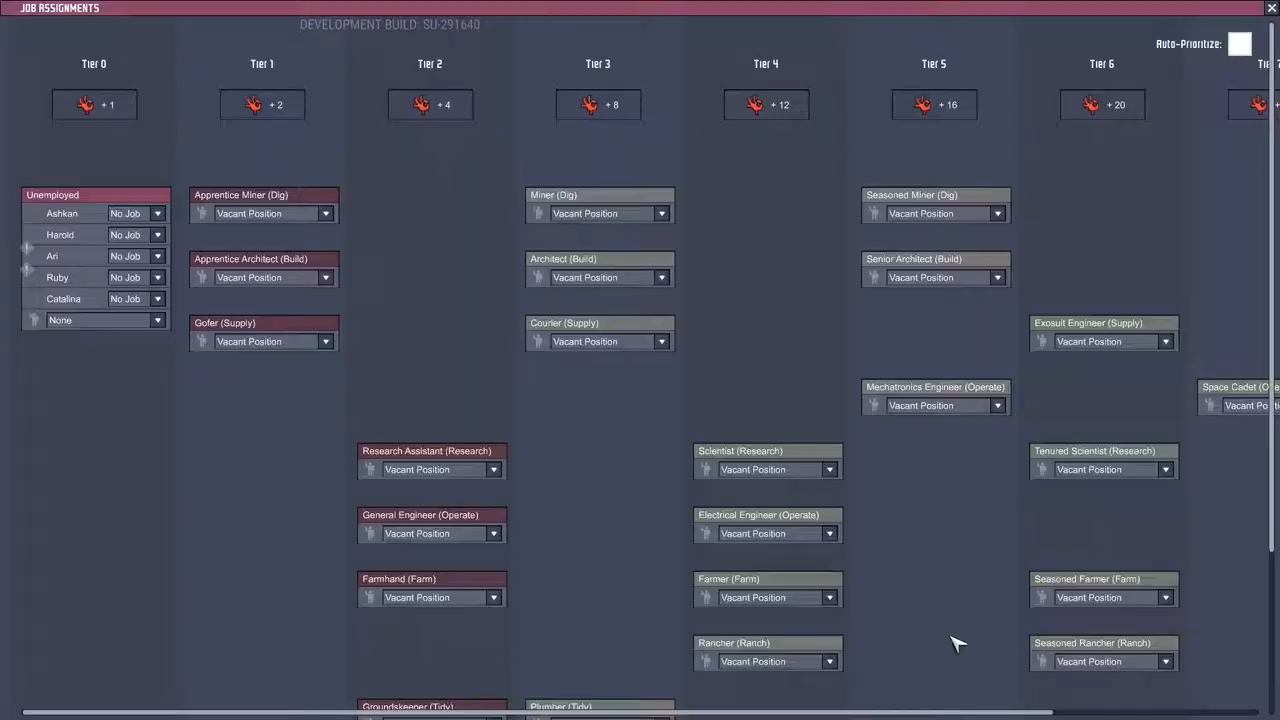 JOB ASSIGNMENTS
DEVELOPMENT BUILD: SU-291640
Auto-Prioritize:
Tier 0 Tier 1 Tier 2 Tier 3 Tier 4 Tier 5 Tier 6
+ 1 + 2 + 4 + 8 + 12 + 16 + 20
Unemployed Apprentice Miner (Dig) Miner (Dig) Seasoned Miner (Dig)
Ashkan No Job Vacant Position Vacant Position Vacant Position
Harold No Job
Ari No Job Apprentice Architect (Build) Architect (Build) Senior Architect (Build)
Ruby No Job Vacant Position Vacant Position Vacant Position
Catalina No Job
None Gofer (Supply) Courier (Supply) Exosuit Engineer (Supply)
Vacant Position Vacant Position Vacant Position
Mechatronics Engineer (Operate) Space Cadet
Vacant Position Vacant
Research Assistant (Research) Scientist (Research) Tenured Scientist (Research)
Vacant Position Vacant Position Vacant Position
General Engineer (Operate) Electrical Engineer (Operate)
Vacant Position Vacant Position
Farmhand (Farm) Farmer (Farm) Seasoned Farmer (Farm)
Vacant Position Vacant Position Vacant Position
Rancher (Ranch) Seasoned Rancher (Ranch)
Vacant Position Vacant Position
Groundskeeper (Tidy) Plumber (Tidy)